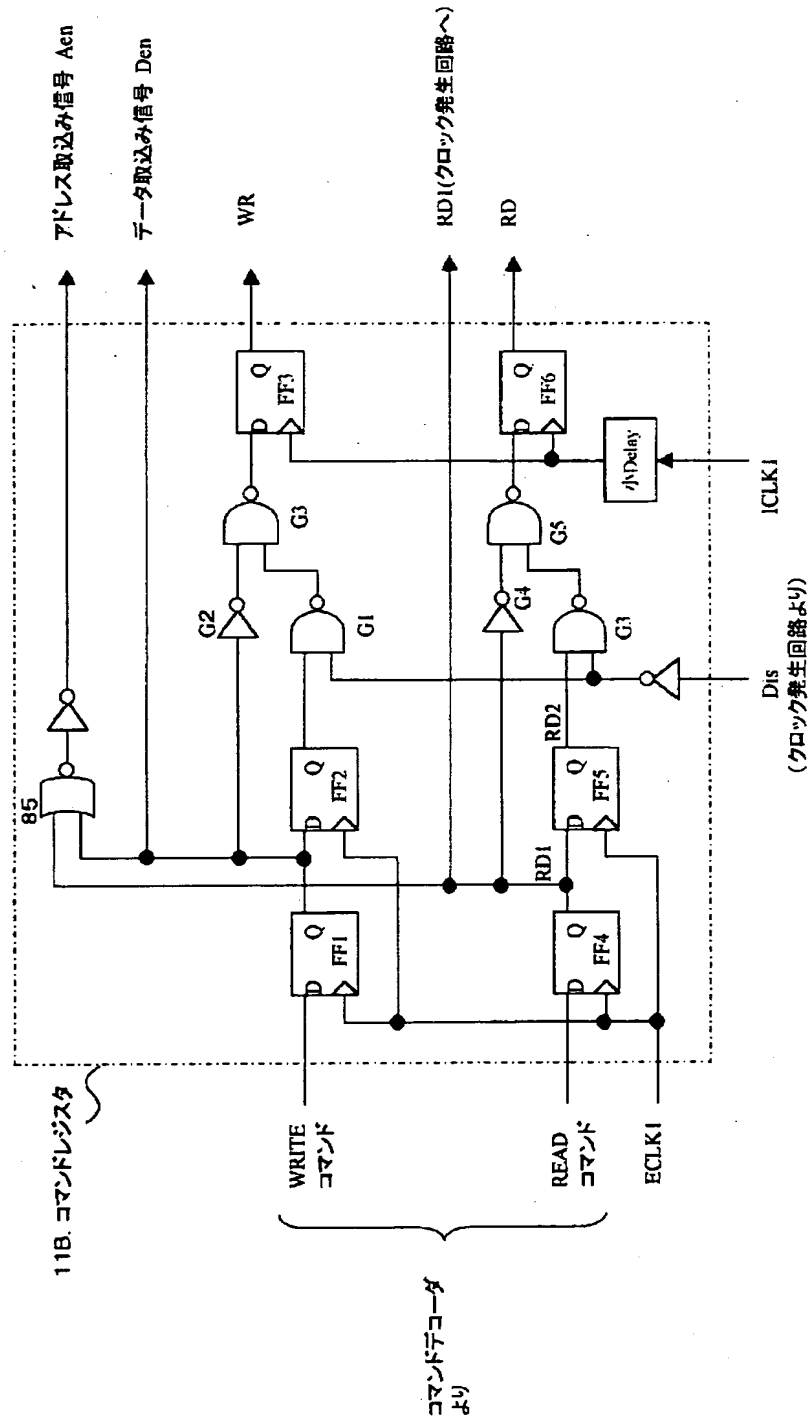 11B. コマンドレジスタ
85
アドレス取込み信号 Aen
データ取込み信号 Den
G2
G3
D
Q
FF3
WR
WRITE
コマンド
D
Q
FF1
D
Q
FF2
G1
コマンドデコーダ
より
RD1(クロック発生回路へ)
RD1
RD2
G4
G5
D
Q
FF6
RD
READ
コマンド
D
Q
FF4
D
Q
FF5
G3
小Delay
ECLK1
Dis
(クロック発生回路より)
ICLK1